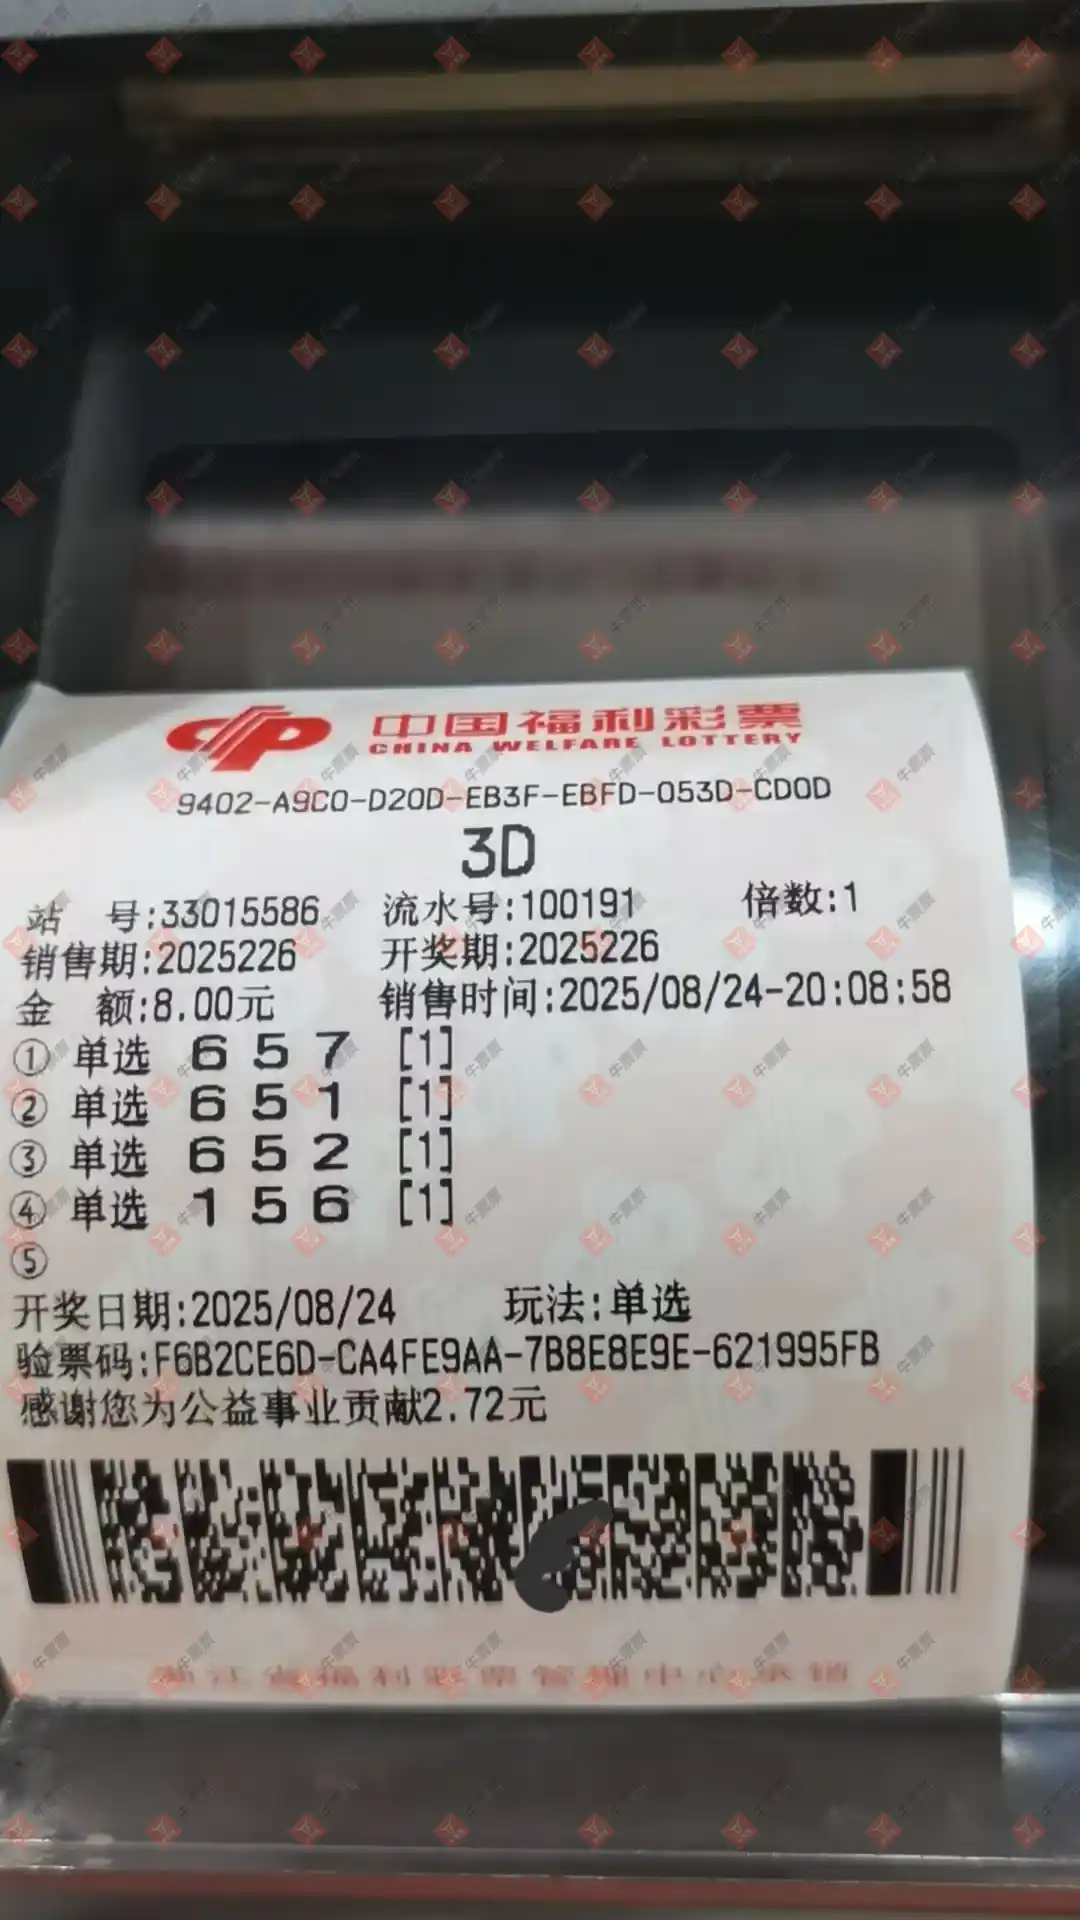 中国福利彩票
CHINA WELFARE LOTTERY
9402-A9C0-D20D-EB3F-EBFD-053D-CD0D
3D
站 号:33015586 流水号:100191 倍数:1
销售期:2025226 开奖期:2025226
金 额:8.00元 销售时间:2025/08/24-20:08:58
① 单选 6 5 7 [1]
② 单选 6 5 1 [1]
③ 单选 6 5 2 [1]
④ 单选 1 5 6 [1]
⑤
开奖日期:2025/08/24 玩法:单选
验票码:F6B2CE6D-CA4FE9AA-7B8E8E9E-621995FB
感谢您为公益事业贡献2.72元
牛票票